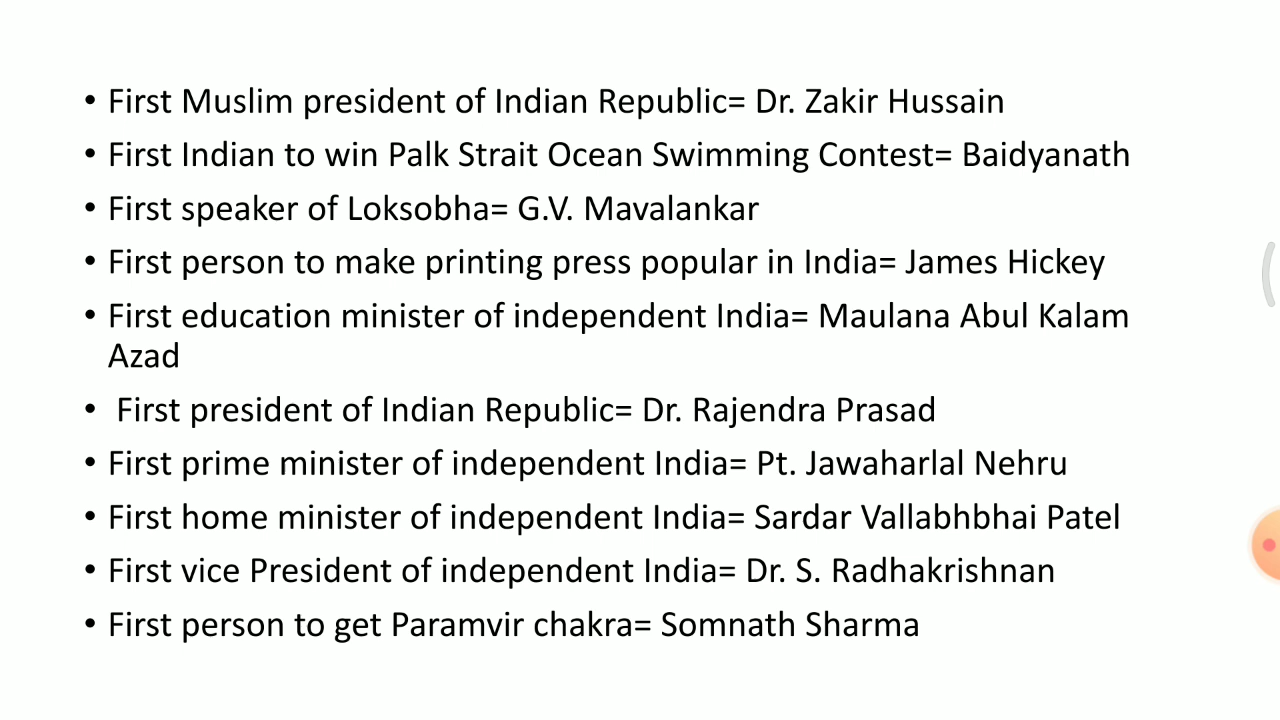 • First Muslim president of Indian Republic= Dr. Zakir Hussain
• First Indian to win Palk Strait Ocean Swimming Contest= Baidyanath
• First speaker of Loksobha= G.V. Mavalankar
• First person to make printing press popular in India= James Hickey
• First education minister of independent India= Maulana Abul Kalam
Azad
• First president of Indian Republic= Dr. Rajendra Prasad
• First prime minister of independent India= Pt. Jawaharlal Nehru
• First home minister of independent India= Sardar Vallabhbhai Patel
• First vice President of independent India= Dr. S. Radhakrishnan
• First person to get Paramvir chakra= Somnath Sharma